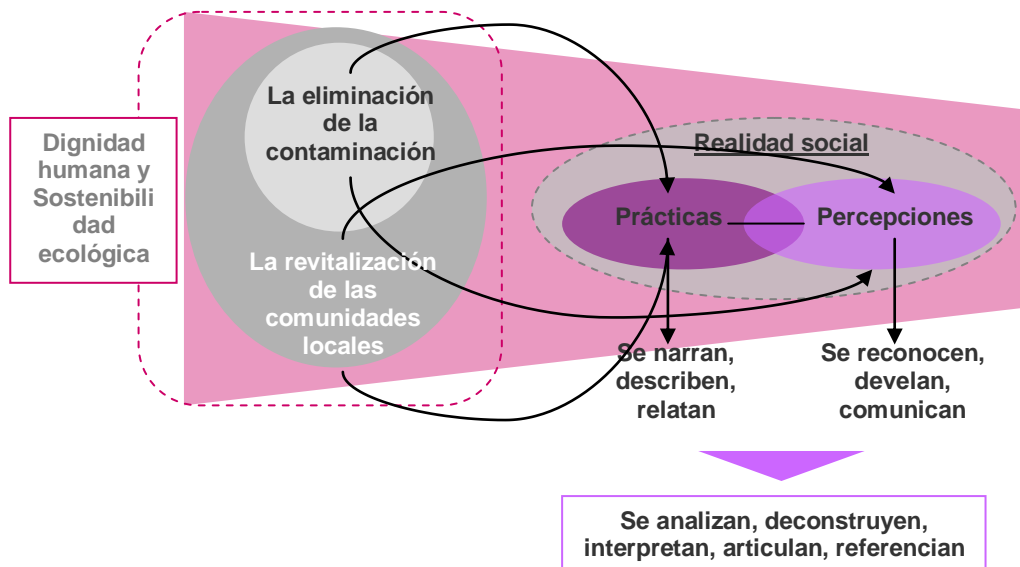 La eliminación
de la
contaminación
Dignidad
humana y
Sostenibili
dad
ecológica
Realidad social
Prácticas
Percepciones
La revitalización
de las
comunidades
locales
Se narran,
describen,
relatan
Se reconocen,
develan,
comunican
Se analizan, deconstruyen,
interpretan, articulan, referencian